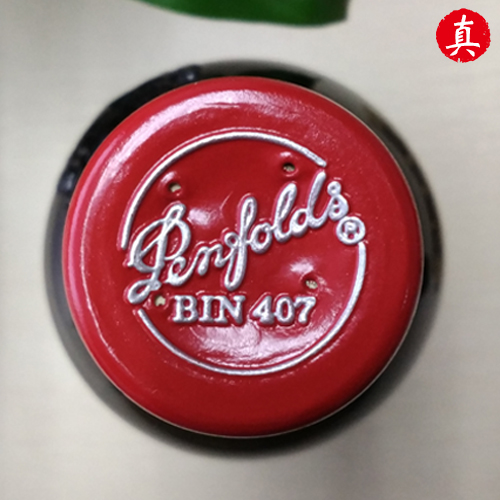 真
Penfolds®
BIN 407